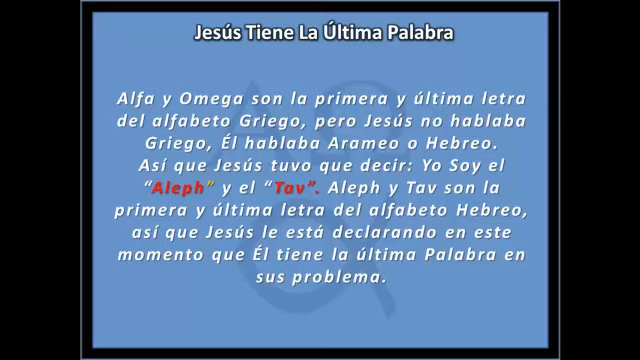 Jesús Tiene La Última Palabra
Alfa y Omega son la primera y última letra
del alfabeto Griego, pero Jesús no hablaba
Griego, Él hablaba Arameo o Hebreo.
Así que Jesús tuvo que decir: Yo Soy el
“Aleph” y el “Tav”. Aleph y Tav son la
primera y última letra del alfabeto Hebreo,
así que Jesús le está declarando en este
momento que Él tiene la última Palabra en
sus problema.